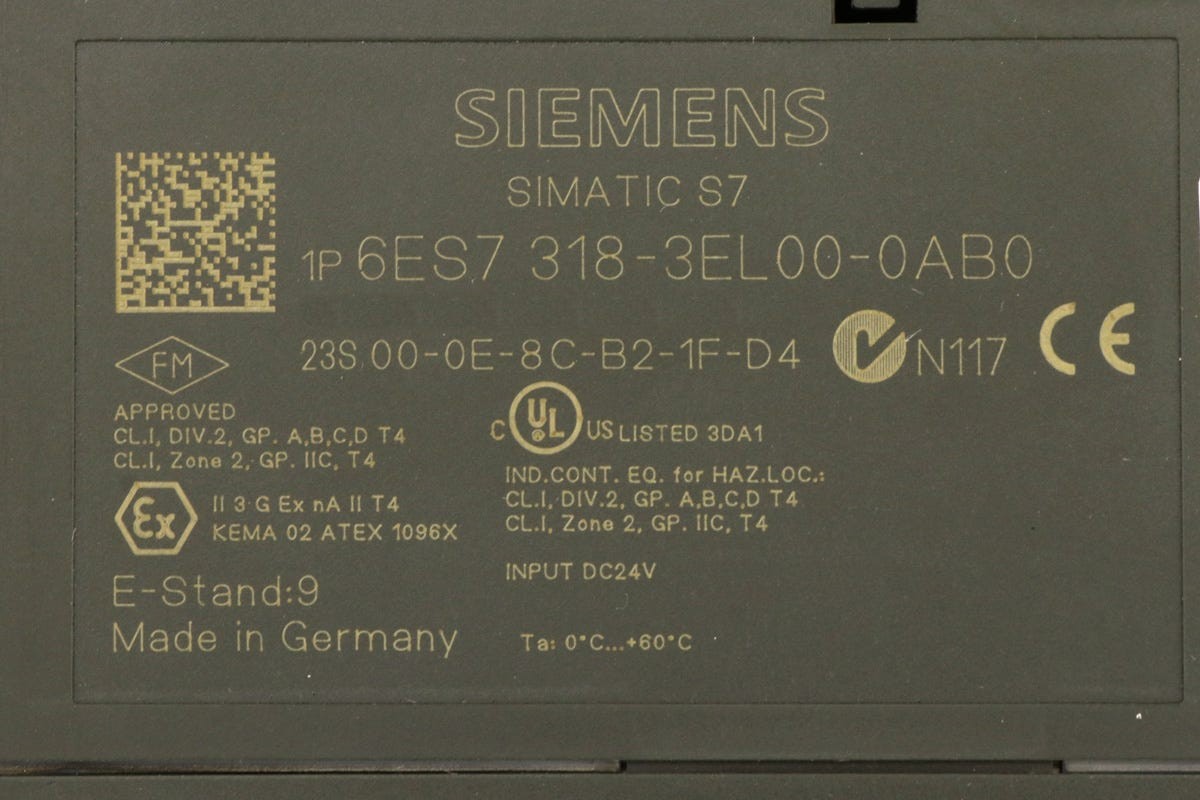 SIEMENS
SIMATIC S7
1P 6ES7 318-3EL00-0AB0
23S 00-0E-8C-B2-1F-D4
N117
CE
FM
APPROVED
CL.I, DIV.2, GP. A,B,C,D T4
CL.I, Zone 2, GP. IIC, T4
Ex
II 3 G Ex nA II T4
KEMA 02 ATEX 1096X
C UL ® US LISTED 3DA1
IND.CONT. EQ. for HAZ.LOC.:
CL.I, DIV.2, GP. A,B,C,D T4
CL.I, Zone 2, GP. IIC, T4
INPUT DC24V
E-Stand:9
Made in Germany
Ta: 0°C...+60°C